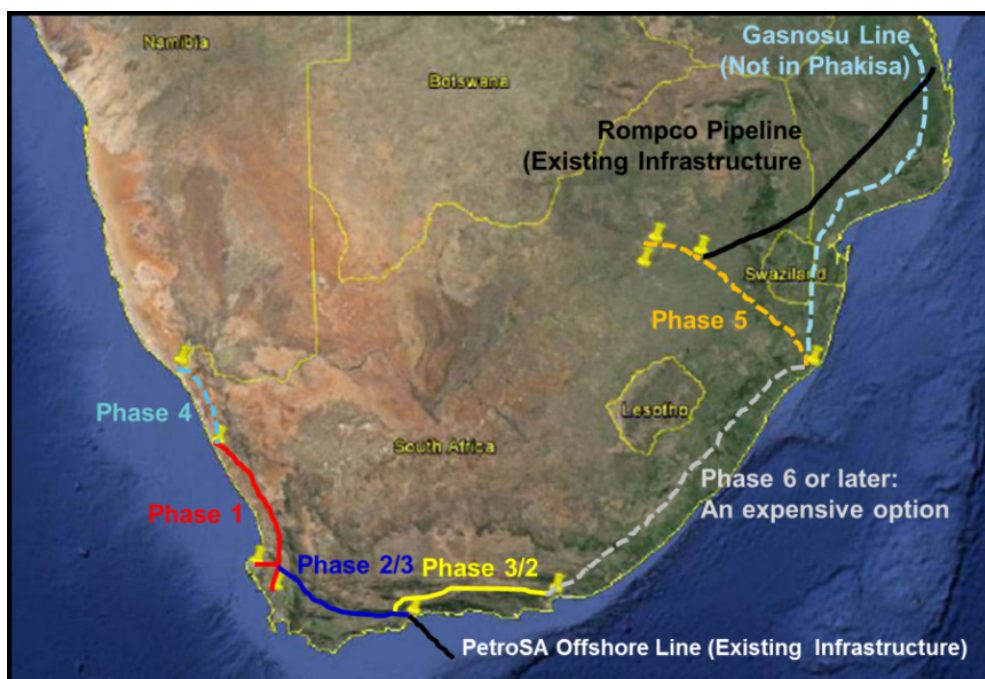 Namibia
Gasnosu Line
(Not in Phakisa)
Botswana
Rompco Pipeline
(Existing Infrastructure
Swaziland
Phase 5
Phase 4
Lesotho
South Africa
Phase 6 or later:
An expensive option
Phase 1
Phase 2/3
Phase 3/2
PetroSA Offshore Line (Existing Infrastructure)